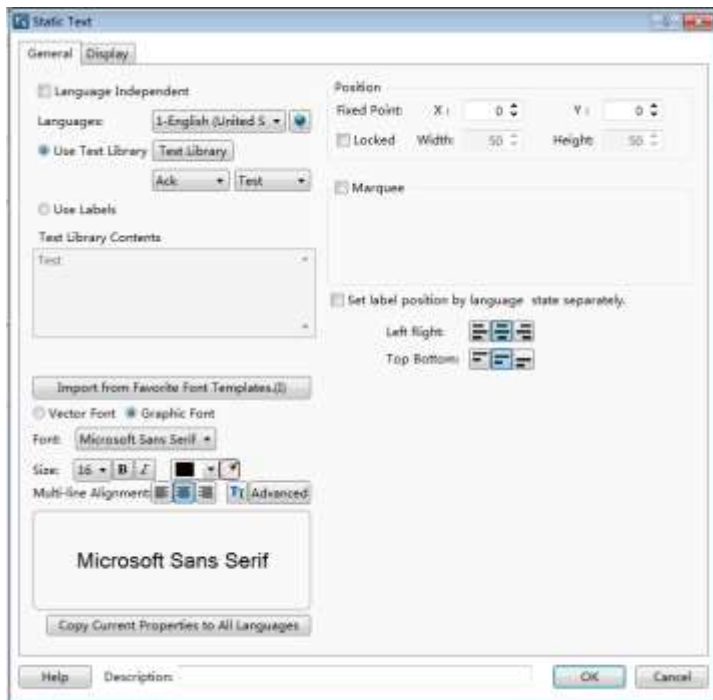 Static Text
General Display
Language Independent
Languages: 1-English (United S
Use Text Library Text Library
Ack Test
Use Labels
Text Library Contents
Test
Import from Favorite Font Templates.(I)
Vector Font Graphic Font
Font: Microsoft Sans Serif
Size: 16 B I
Multi-line Alignment: Advanced
Microsoft Sans Serif
Copy Current Properties to All Languages
Position
Fixed Point: X : 0 Y : 0
Locked Width: 50 Height: 50
Marquee
Set label position by language state separately.
Left Right:
Top Bottom:
Help Description: OK Cancel